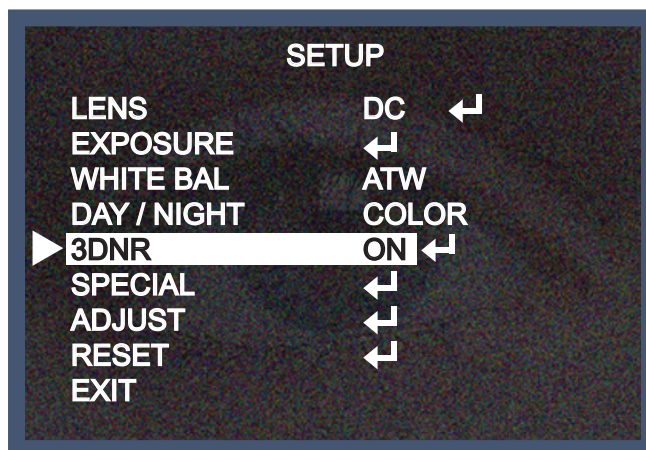 SETUP
LENS DC ↵
EXPOSURE ↵
WHITE BAL ATW
DAY / NIGHT COLOR
3DNR ON ↵
SPECIAL ↵
ADJUST ↵
RESET ↵
EXIT